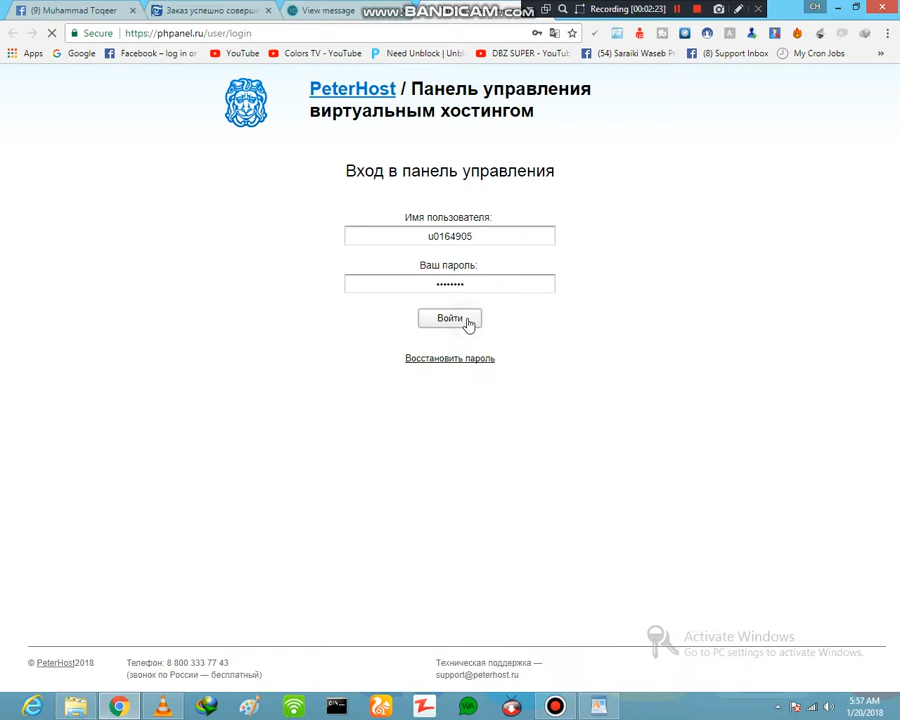 (9) Muhammad Toqeer
Заказ успешно соверш
View message
WWW.BANDICAM.COM
Recording [00:02:23]
CH
Secure
https://phpanel.ru/user/login
Apps
Google
Facebook – log in or
YouTube
Colors TV - YouTube
Need Unblock | Unbl
DBZ SUPER - YouTub
(54) Saraiki Waseb P
(8) Support Inbox
My Cron Jobs
PeterHost / Панель управления
виртуальным хостингом
Вход в панель управления
Имя пользователя:
u0164905
Ваш пароль:
••••••••
Войти
Восстановить пароль
Activate Windows
Go to PC settings to activate Windows.
© PeterHost2018
Телефон: 8 800 333 77 43
(звонок по России — бесплатный)
Техническая поддержка —
support@peterhost.ru
5:57 AM
1/20/2018